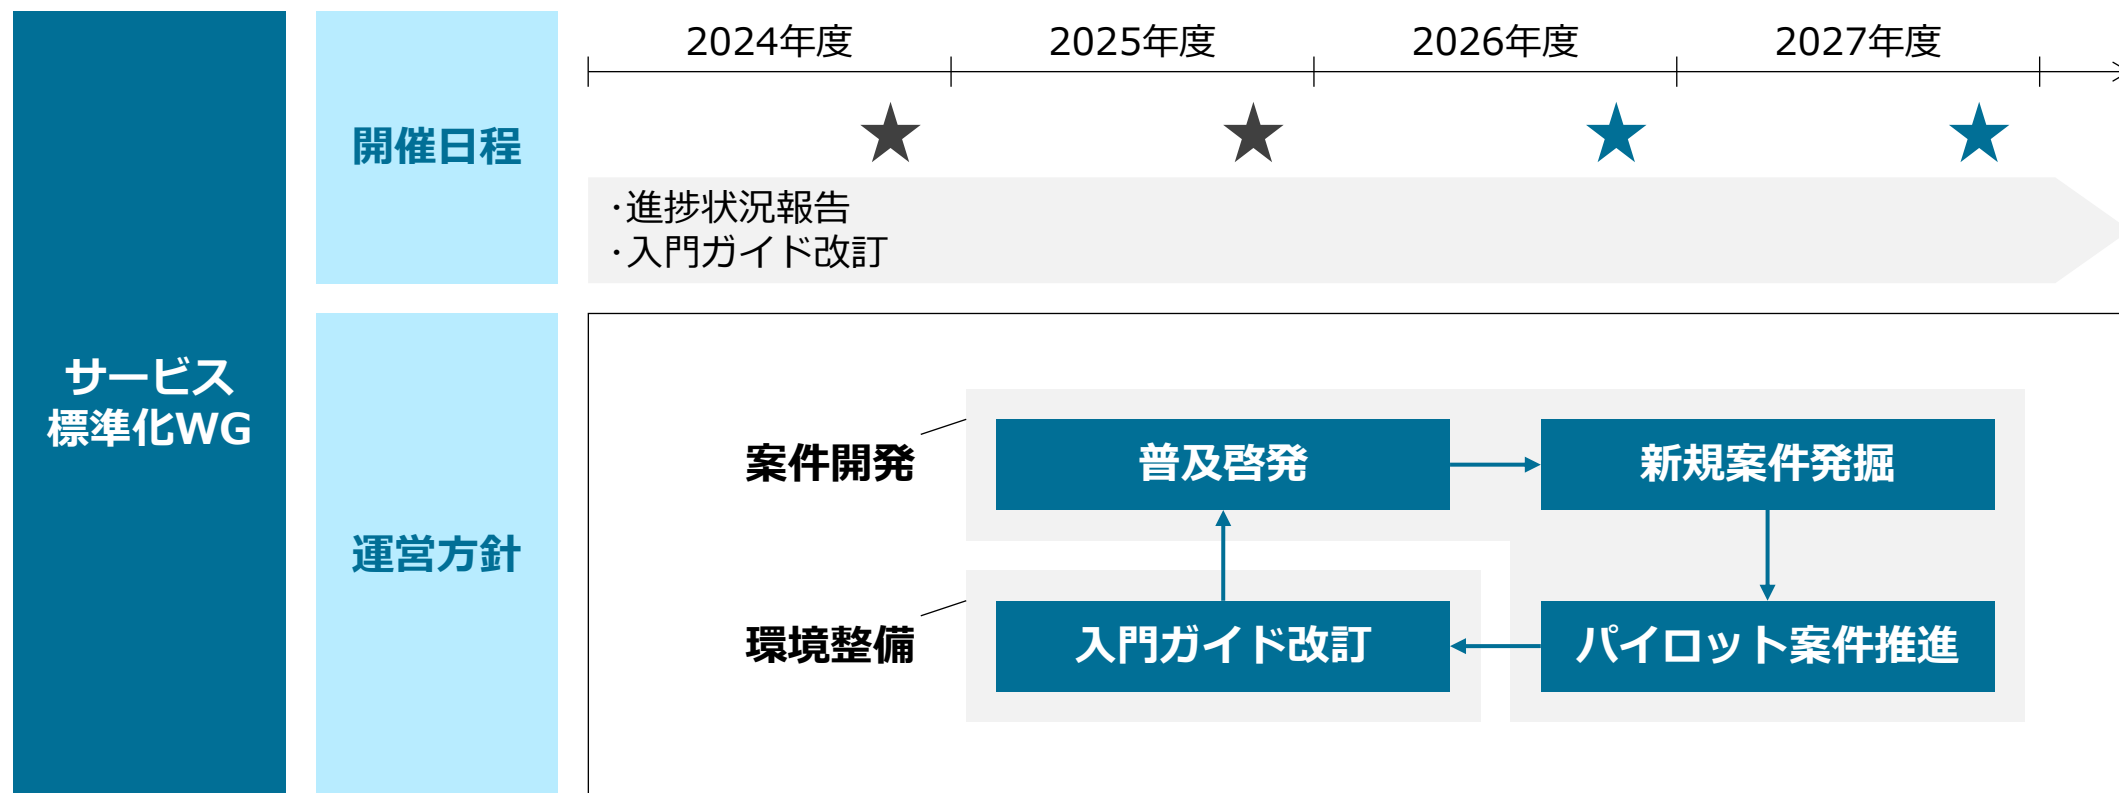 サービス
標準化WG
開催日程
2024年度
2025年度
2026年度
2027年度
・進捗状況報告
・入門ガイド改訂
運営方針
案件開発
普及啓発
新規案件発掘
環境整備
入門ガイド改訂
パイロット案件推進